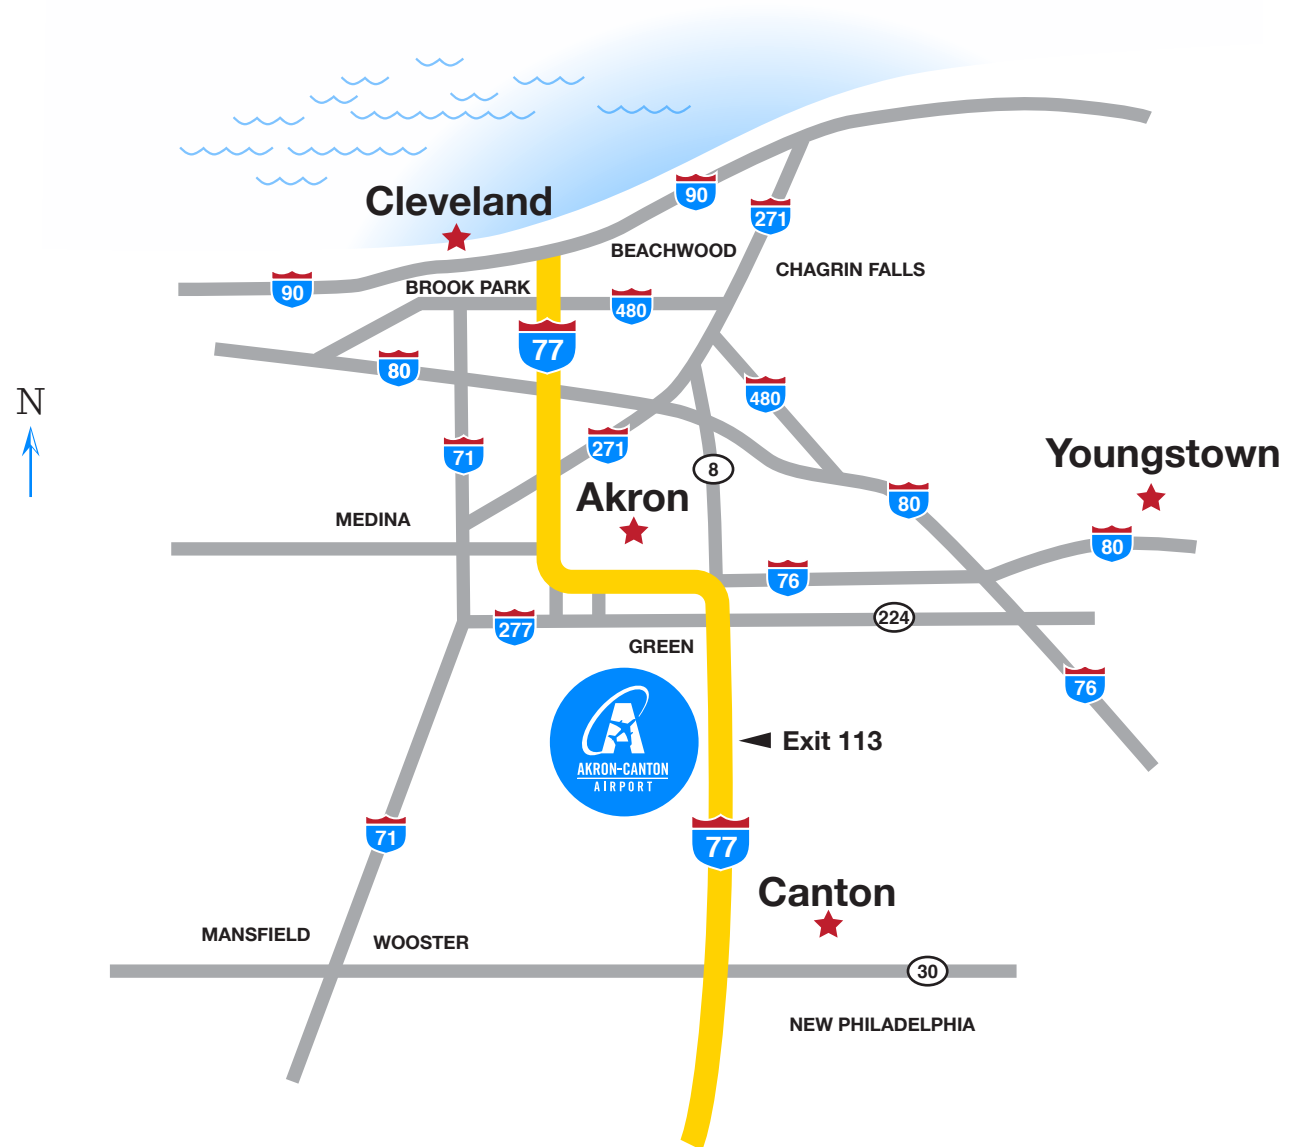 90
Cleveland
271
BEACHWOOD
CHAGRIN FALLS
90
BROOK PARK
480
77
80
480
N
271
71
8
Youngstown
Akron
80
MEDINA
80
76
224
277
GREEN
76
Exit 113
AKRON-CANTON
AIRPORT
71
77
Canton
MANSFIELD
WOOSTER
30
NEW PHILADELPHIA